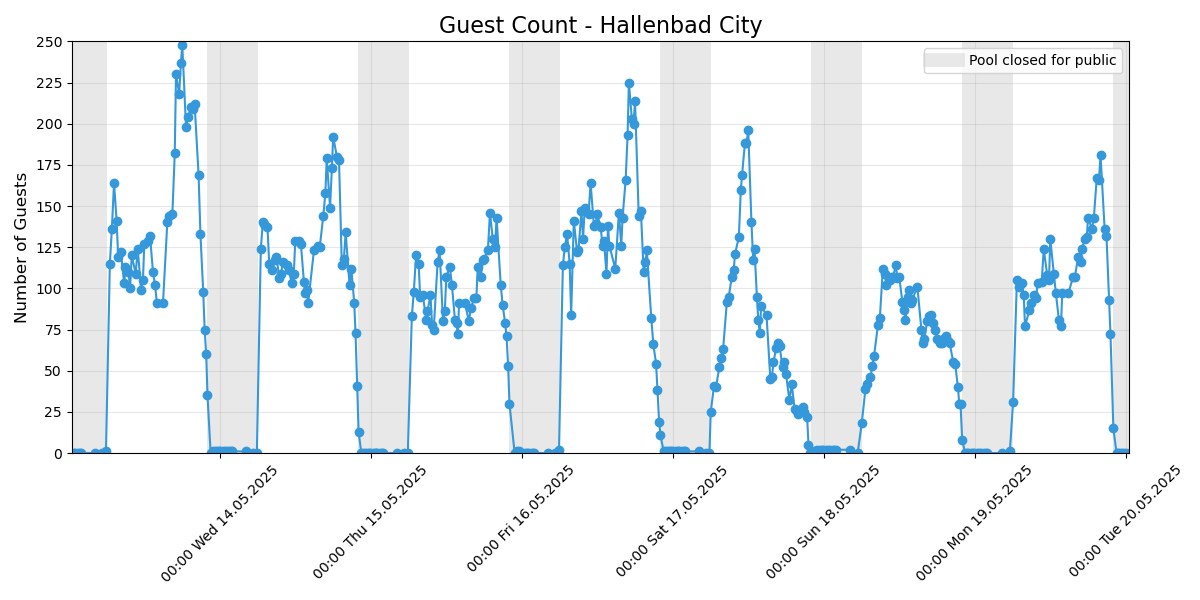 Guest Count - Hallenbad City
Pool closed for public
Number of Guests
250
225
200
175
150
125
100
75
50
25
0
00:00 Wed 14.05.2025
00:00 Thu 15.05.2025
00:00 Fri 16.05.2025
00:00 Sat 17.05.2025
00:00 Sun 18.05.2025
00:00 Mon 19.05.2025
00:00 Tue 20.05.2025